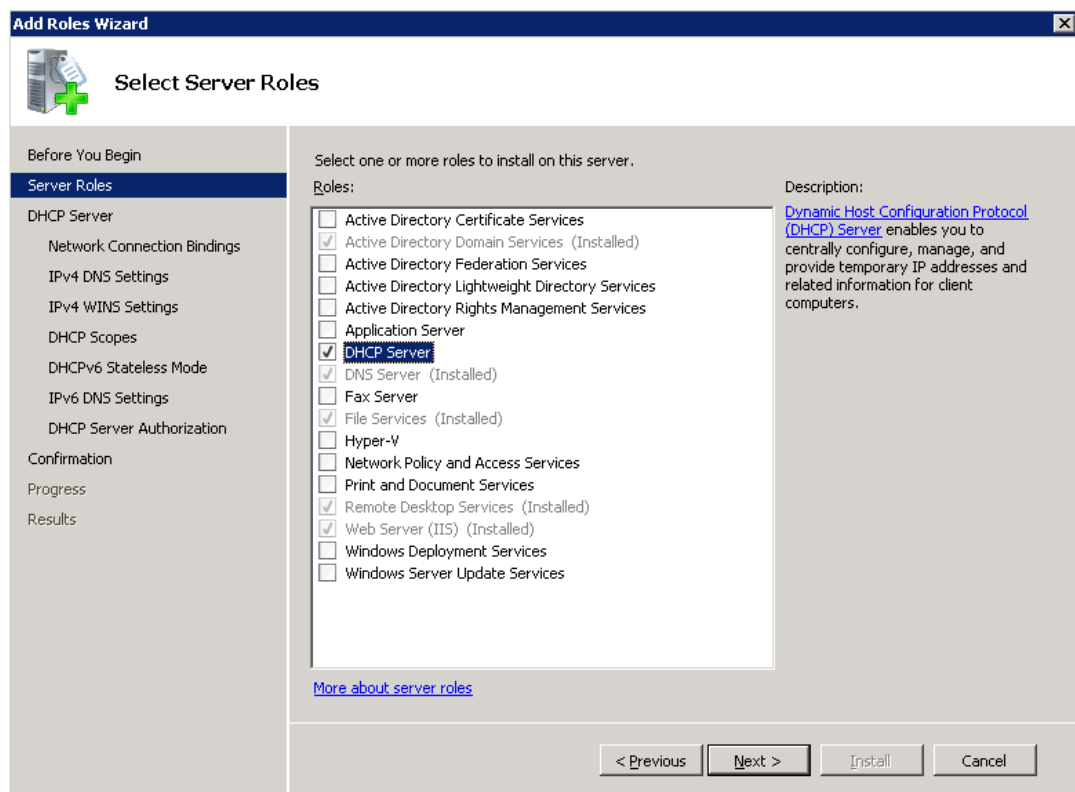 Add Roles Wizard
Select Server Roles
Before You Begin
Server Roles
DHCP Server
Network Connection Bindings
IPv4 DNS Settings
IPv4 WINS Settings
DHCP Scopes
DHCPv6 Stateless Mode
IPv6 DNS Settings
DHCP Server Authorization
Confirmation
Progress
Results
Select one or more roles to install on this server.
Roles:
Active Directory Certificate Services
Active Directory Domain Services (Installed)
Active Directory Federation Services
Active Directory Lightweight Directory Services
Active Directory Rights Management Services
Application Server
DHCP Server
DNS Server (Installed)
Fax Server
File Services (Installed)
Hyper-V
Network Policy and Access Services
Print and Document Services
Remote Desktop Services (Installed)
Web Server (IIS) (Installed)
Windows Deployment Services
Windows Server Update Services
More about server roles
Description:
Dynamic Host Configuration Protocol
(DHCP) Server enables you to
centrally configure, manage, and
provide temporary IP addresses and
related information for client
computers.
< Previous
Next >
Install
Cancel